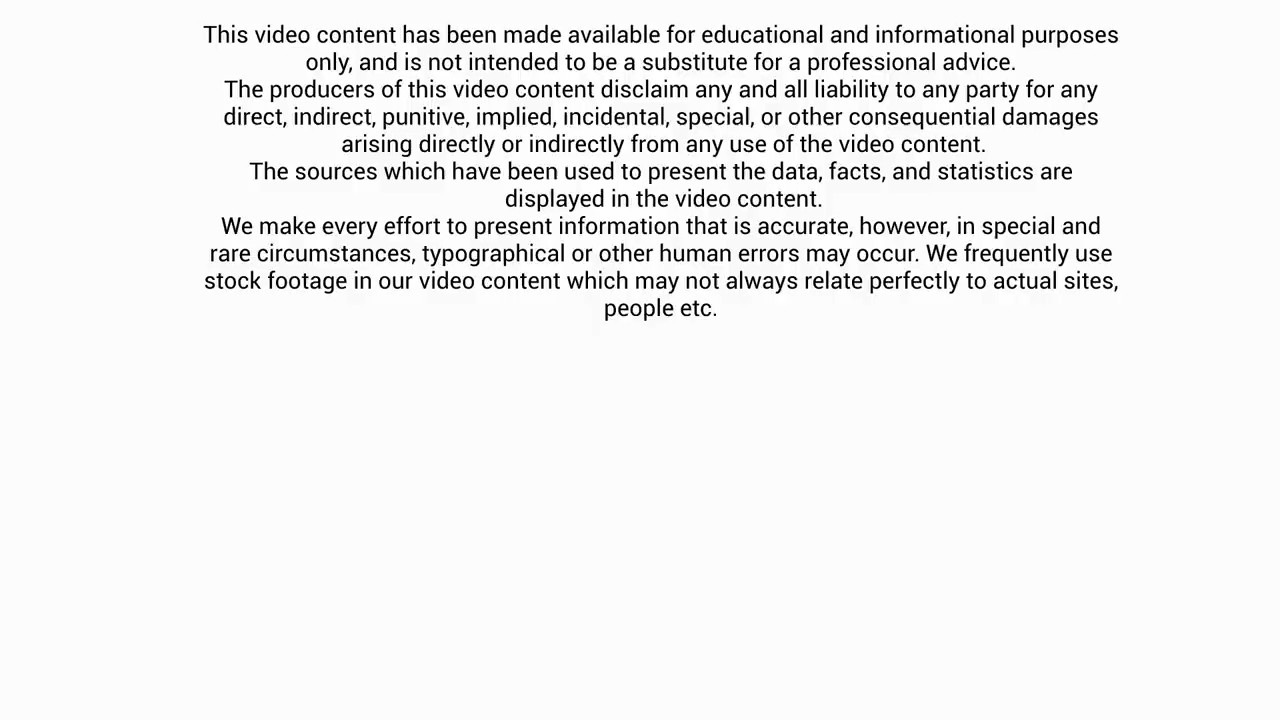 This video content has been made available for educational and informational purposes
only, and is not intended to be a substitute for a professional advice.
The producers of this video content disclaim any and all liability to any party for any
direct, indirect, punitive, implied, incidental, special, or other consequential damages
arising directly or indirectly from any use of the video content.
The sources which have been used to present the data, facts, and statistics are
displayed in the video content.
We make every effort to present information that is accurate, however, in special and
rare circumstances, typographical or other human errors may occur. We frequently use
stock footage in our video content which may not always relate perfectly to actual sites,
people etc.